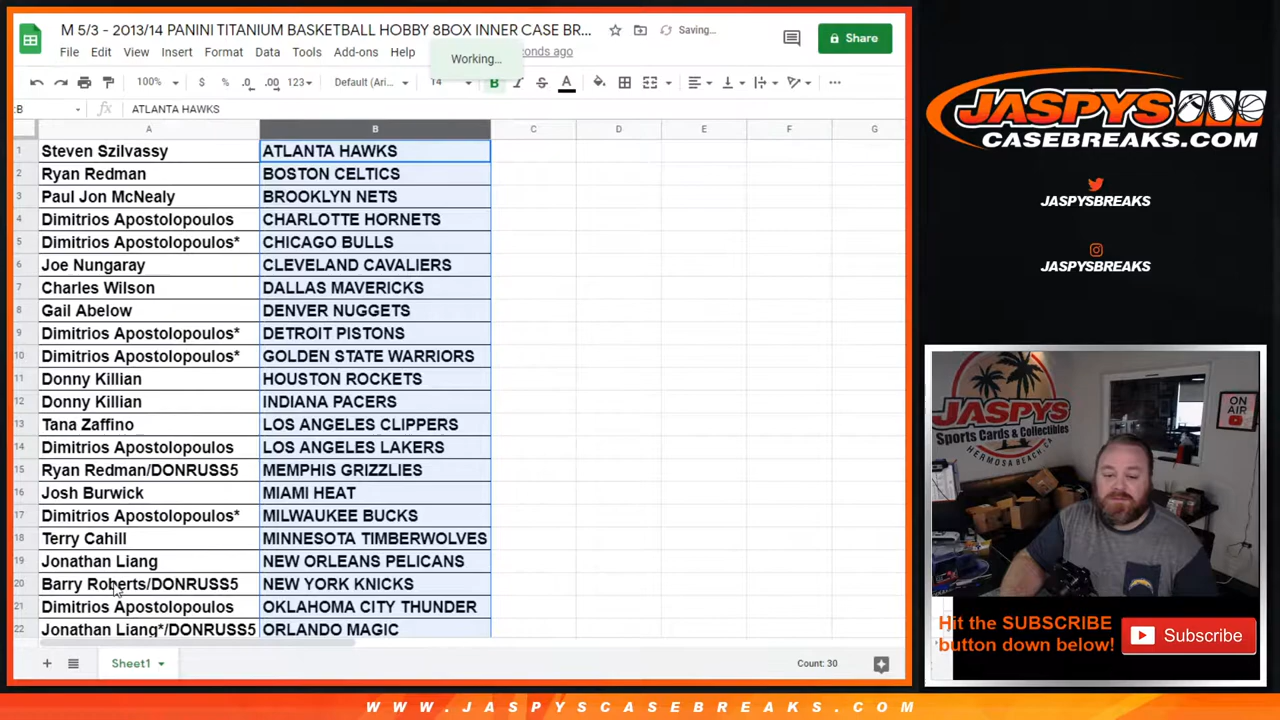 M 5/3 - 2013/14 PANINI TITANIUM BASKETBALL HOBBY 8BOX INNER CASE BR...
Saving...
Share
File Edit View Insert Format Data Tools Add-ons Help
Working...
conds ago
100% $ % .0 .00 123 Default (Ari... 14 B I S A
:B fx ATLANTA HAWKS
A B C D E F G
1 Steven Szilvassy ATLANTA HAWKS
2 Ryan Redman BOSTON CELTICS
3 Paul Jon McNealy BROOKLYN NETS
4 Dimitrios Apostolopoulos CHARLOTTE HORNETS
5 Dimitrios Apostolopoulos* CHICAGO BULLS
6 Joe Nungaray CLEVELAND CAVALIERS
7 Charles Wilson DALLAS MAVERICKS
8 Gail Abelow DENVER NUGGETS
9 Dimitrios Apostolopoulos* DETROIT PISTONS
10 Dimitrios Apostolopoulos* GOLDEN STATE WARRIORS
11 Donny Killian HOUSTON ROCKETS
12 Donny Killian INDIANA PACERS
13 Tana Zaffino LOS ANGELES CLIPPERS
14 Dimitrios Apostolopoulos LOS ANGELES LAKERS
15 Ryan Redman/DONRUSS5 MEMPHIS GRIZZLIES
16 Josh Burwick MIAMI HEAT
17 Dimitrios Apostolopoulos* MILWAUKEE BUCKS
18 Terry Cahill MINNESOTA TIMBERWOLVES
19 Jonathan Liang NEW ORLEANS PELICANS
20 Barry Roberts/DONRUSS5 NEW YORK KNICKS
21 Dimitrios Apostolopoulos OKLAHOMA CITY THUNDER
22 Jonathan Liang*/DONRUSS5 ORLANDO MAGIC
Sheet1
Count: 30
JASPYS
CASEBREAKS.COM
JASPYSBREAKS
JASPYSBREAKS
JASPYS
Sports Cards & Collectibles
HERMOSA BEACH, CA
ON
AIR
Hit the SUBSCRIBE
button down below!
Subscribe
WWW.JASPYSCASEBREAKS.COM